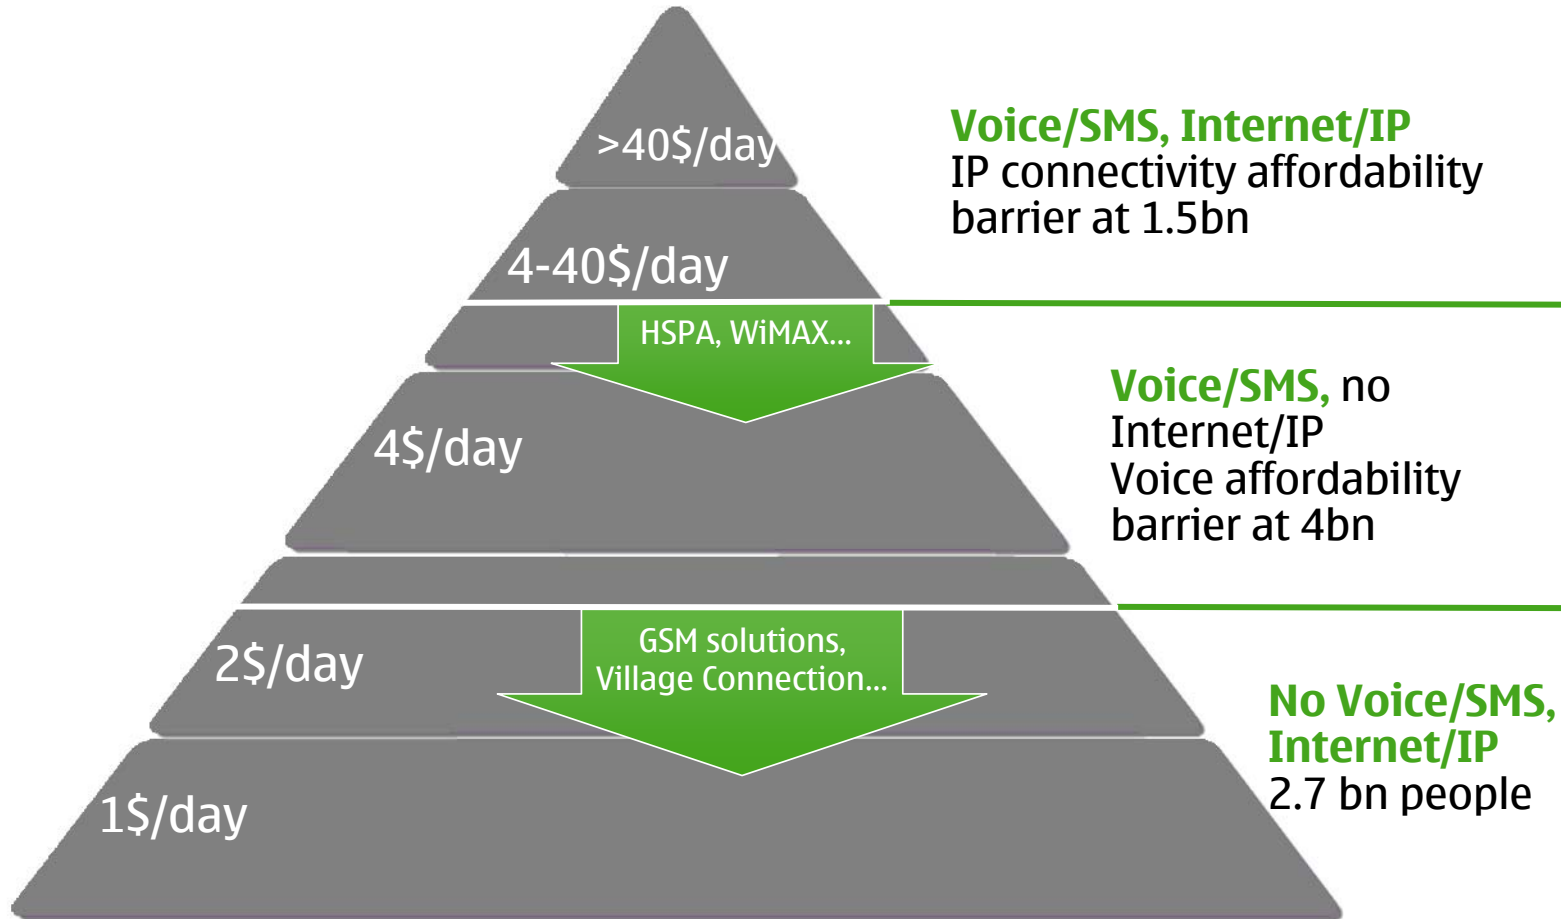 >40$/day
Voice/SMS, Internet/IP
IP connectivity affordability
barrier at 1.5bn
4-40$/day
HSPA, WiMAX...
Voice/SMS, no
Internet/IP
Voice affordability
barrier at 4bn
4$/day
GSM solutions,
Village Connection...
2$/day
No Voice/SMS,
Internet/IP
2.7 bn people
1$/day